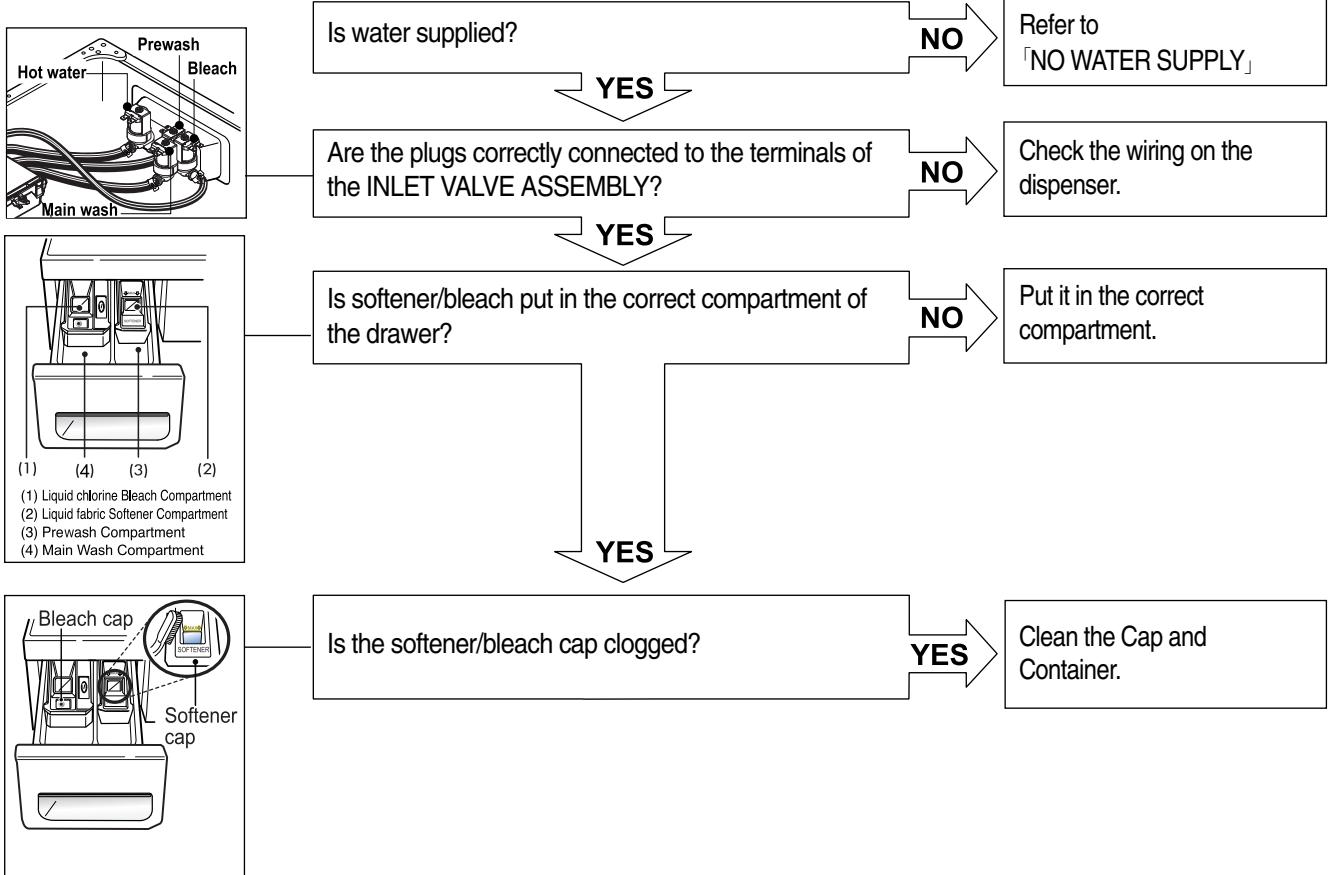 Is water supplied?
NO
Refer to
「NO WATER SUPPLY」
YES
Prewash
Hot water
Bleach
Main wash
Are the plugs correctly connected to the terminals of
the INLET VALVE ASSEMBLY?
NO
Check the wiring on the
dispenser.
YES
(1) (4) (3) (2)
(1) Liquid chlorine Bleach Compartment
(2) Liquid fabric Softener Compartment
(3) Prewash Compartment
(4) Main Wash Compartment
SOFTENER
Is softener/bleach put in the correct compartment of
the drawer?
NO
Put it in the correct
compartment.
YES
Bleach cap
SOFTENER
Softener
cap
Is the softener/bleach cap clogged?
YES
Clean the Cap and
Container.